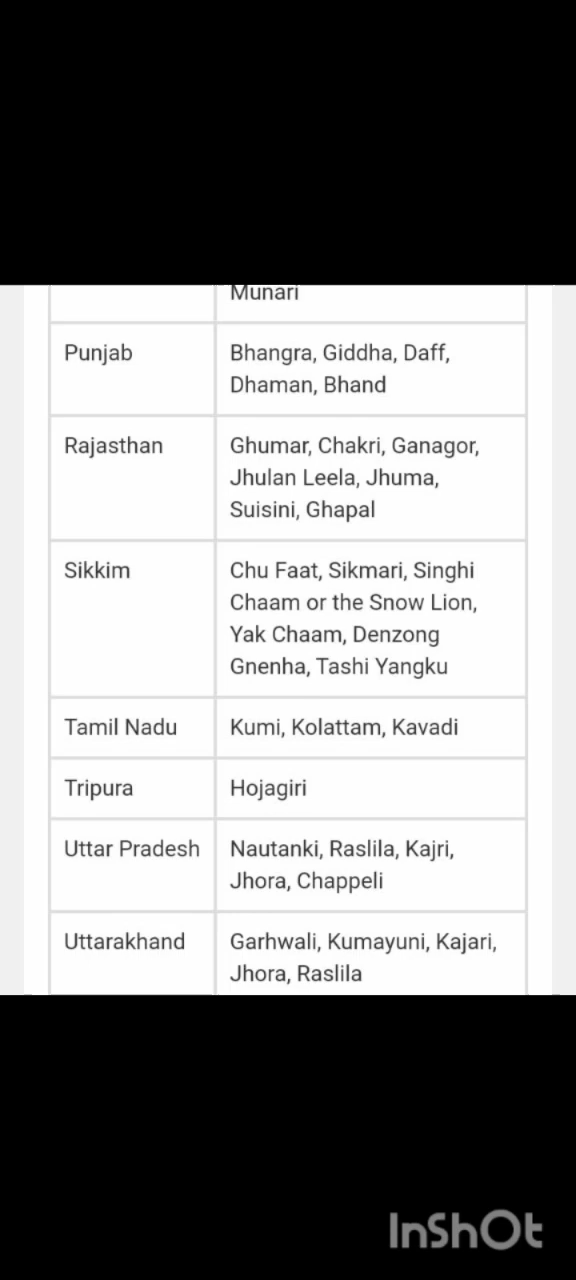 Munari
Punjab
Bhangra, Giddha, Daff,
Dhaman, Bhand
Rajasthan
Ghumar, Chakri, Ganagor,
Jhulan Leela, Jhuma,
Suisini, Ghapal
Sikkim
Chu Faat, Sikmari, Singhi
Chaam or the Snow Lion,
Yak Chaam, Denzong
Gnenha, Tashi Yangku
Tamil Nadu
Kumi, Kolattam, Kavadi
Tripura
Hojagiri
Uttar Pradesh
Nautanki, Raslila, Kajri,
Jhora, Chappeli
Uttarakhand
Garhwali, Kumayuni, Kajari,
Jhora, Raslila
InShOt